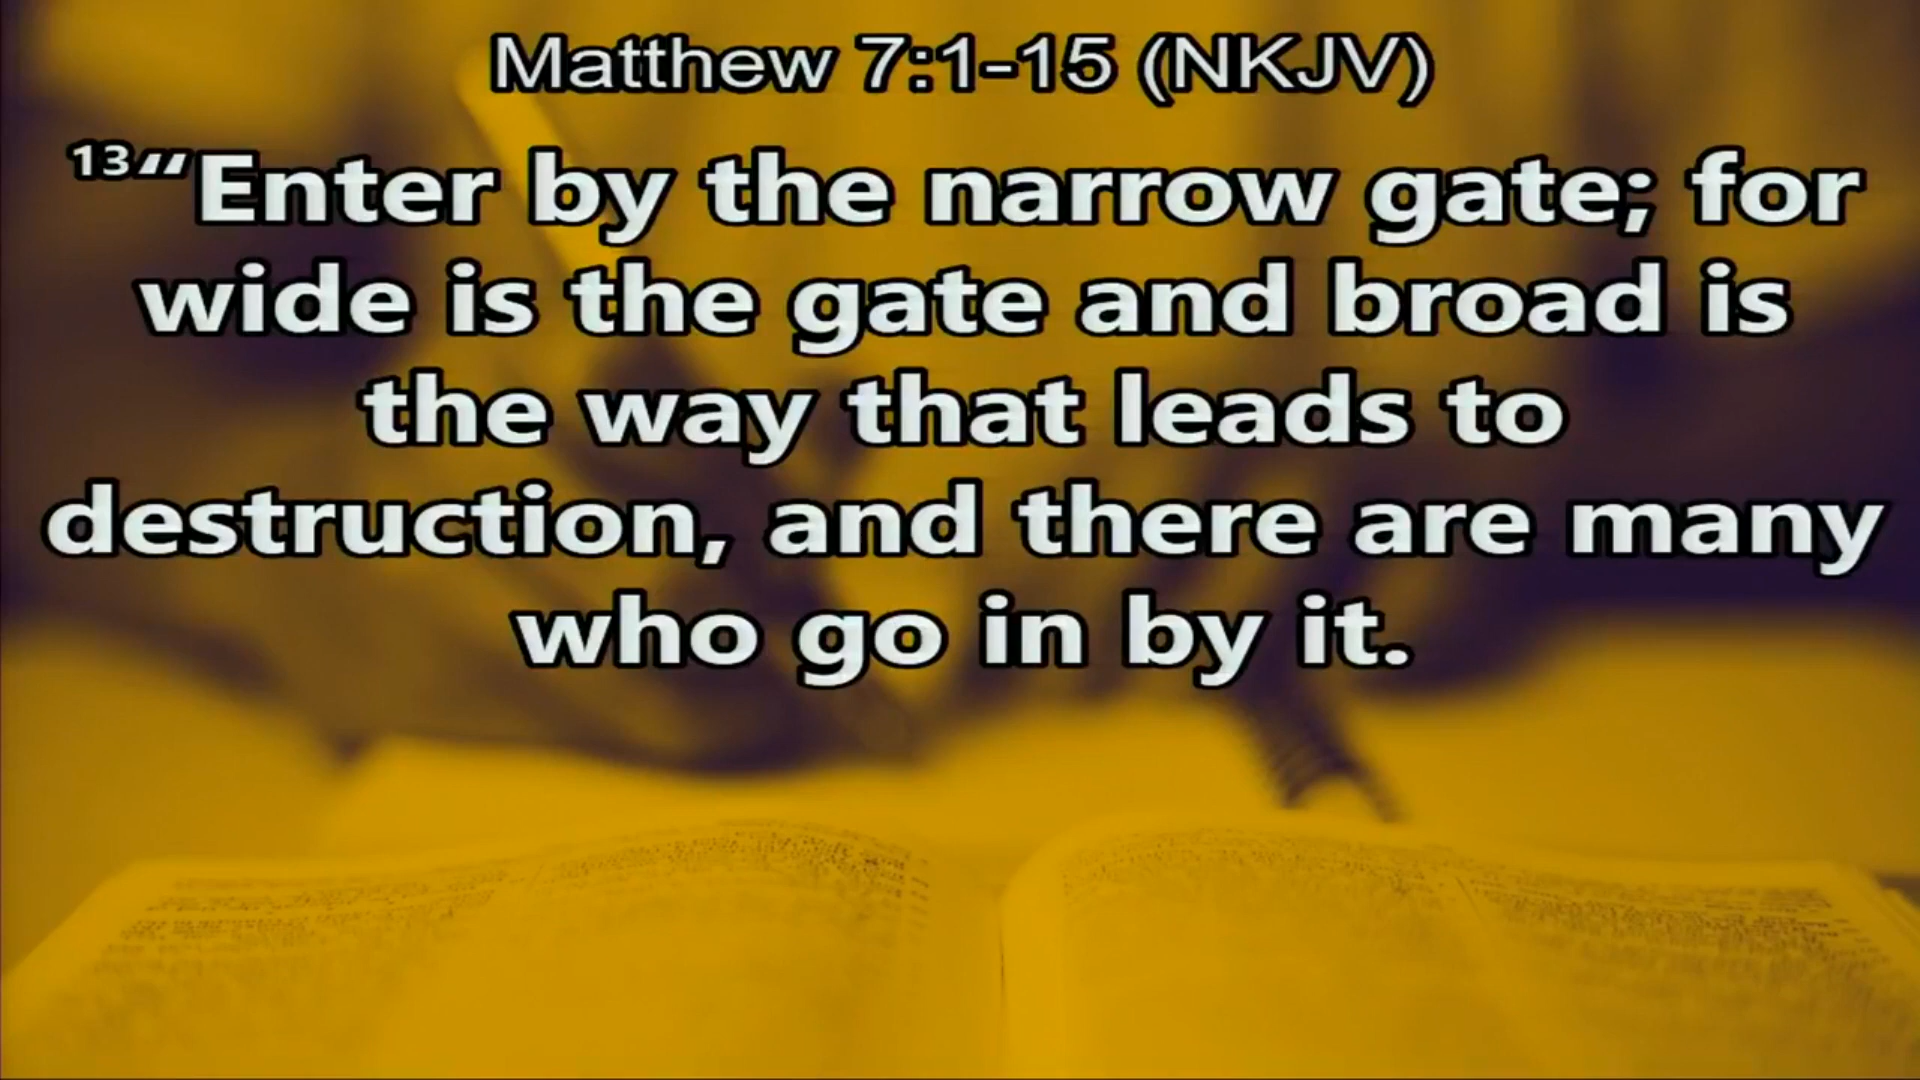 Matthew 7:1-15 (NKJV)
13“Enter by the narrow gate; for
wide is the gate and broad is
the way that leads to
destruction, and there are many
who go in by it.